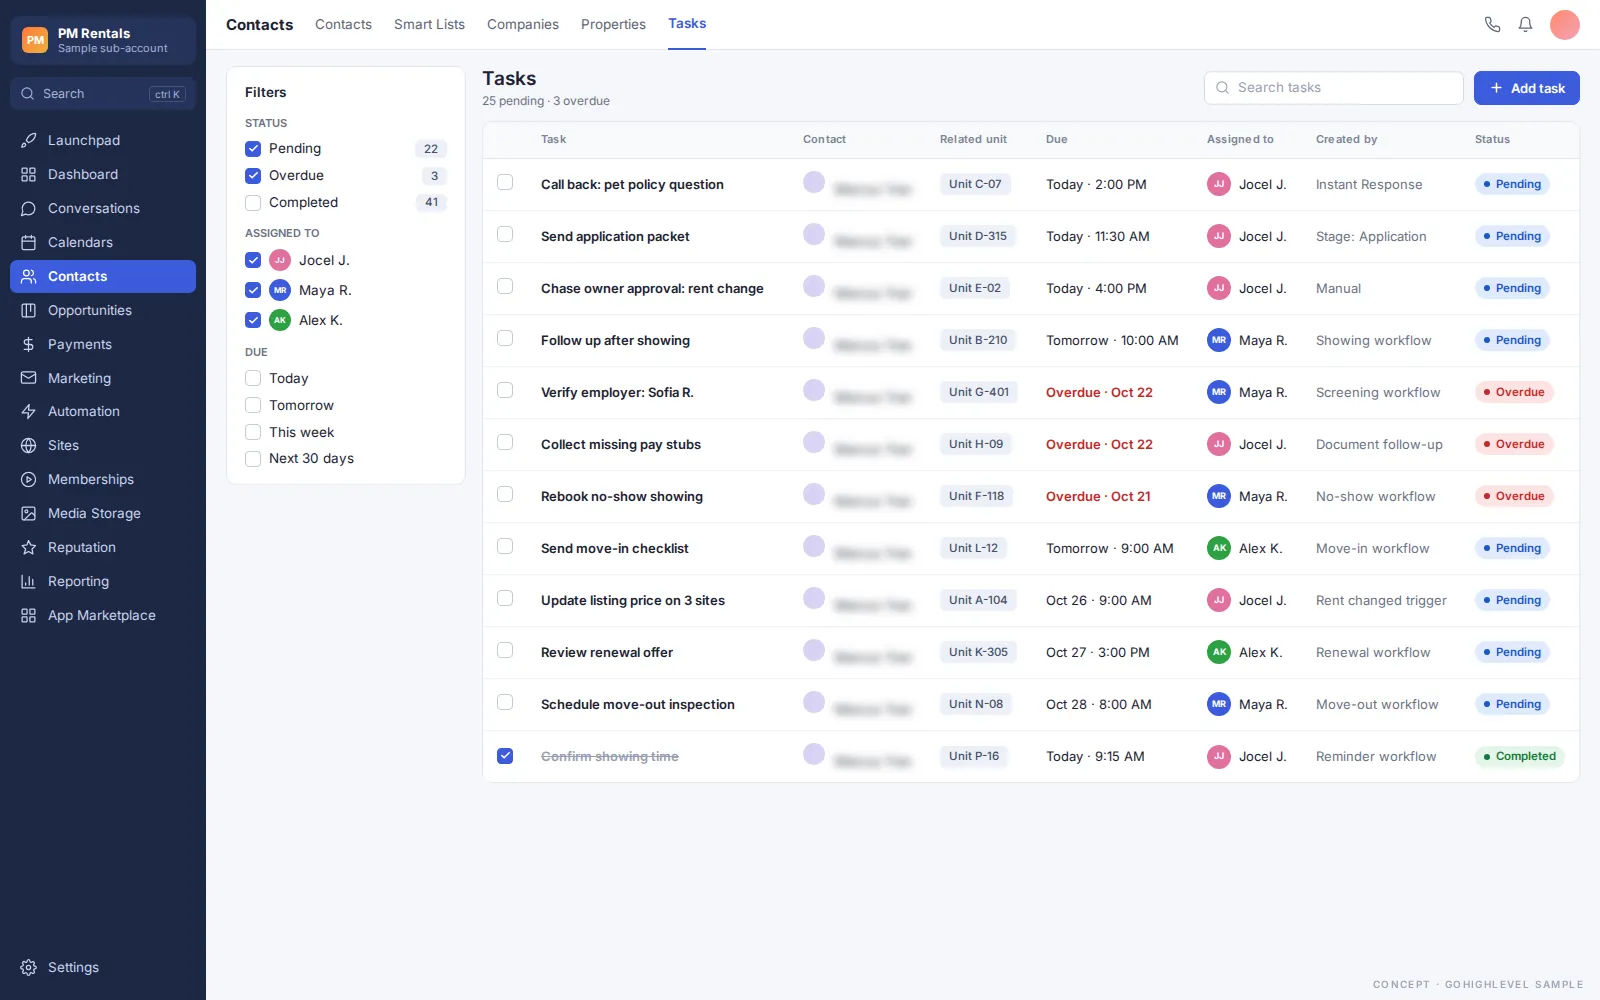 PM
PM Rentals
Sample sub-account
Search
ctrl K
Launchpad
Dashboard
Conversations
Calendars
Contacts
Opportunities
Payments
Marketing
Automation
Sites
Memberships
Media Storage
Reputation
Reporting
App Marketplace
Settings
Contacts Contacts Smart Lists Companies Properties Tasks
Filters
STATUS
Pending 22
Overdue 3
Completed 41
ASSIGNED TO
JJ Jocel J.
MR Maya R.
AK Alex K.
DUE
Today
Tomorrow
This week
Next 30 days
Tasks
25 pending · 3 overdue
Search tasks
+ Add task
Task Contact Related unit Due Assigned to Created by Status
Call back: pet policy question Unit C-07 Today · 2:00 PM JJ Jocel J. Instant Response Pending
Send application packet Unit D-315 Today · 11:30 AM JJ Jocel J. Stage: Application Pending
Chase owner approval: rent change Unit E-02 Today · 4:00 PM JJ Jocel J. Manual Pending
Follow up after showing Unit B-210 Tomorrow · 10:00 AM MR Maya R. Showing workflow Pending
Verify employer: Sofia R. Unit G-401 Overdue · Oct 22 MR Maya R. Screening workflow Overdue
Collect missing pay stubs Unit H-09 Overdue · Oct 22 JJ Jocel J. Document follow-up Overdue
Rebook no-show showing Unit F-118 Overdue · Oct 21 MR Maya R. No-show workflow Overdue
Send move-in checklist Unit L-12 Tomorrow · 9:00 AM AK Alex K. Move-in workflow Pending
Update listing price on 3 sites Unit A-104 Oct 26 · 9:00 AM JJ Jocel J. Rent changed trigger Pending
Review renewal offer Unit K-305 Oct 27 · 3:00 PM AK Alex K. Renewal workflow Pending
Schedule move-out inspection Unit N-08 Oct 28 · 8:00 AM MR Maya R. Move-out workflow Pending
Confirm showing time Unit P-16 Today · 9:15 AM JJ Jocel J. Reminder workflow Completed
CONCEPT · GOHIGHLEVEL SAMPLE